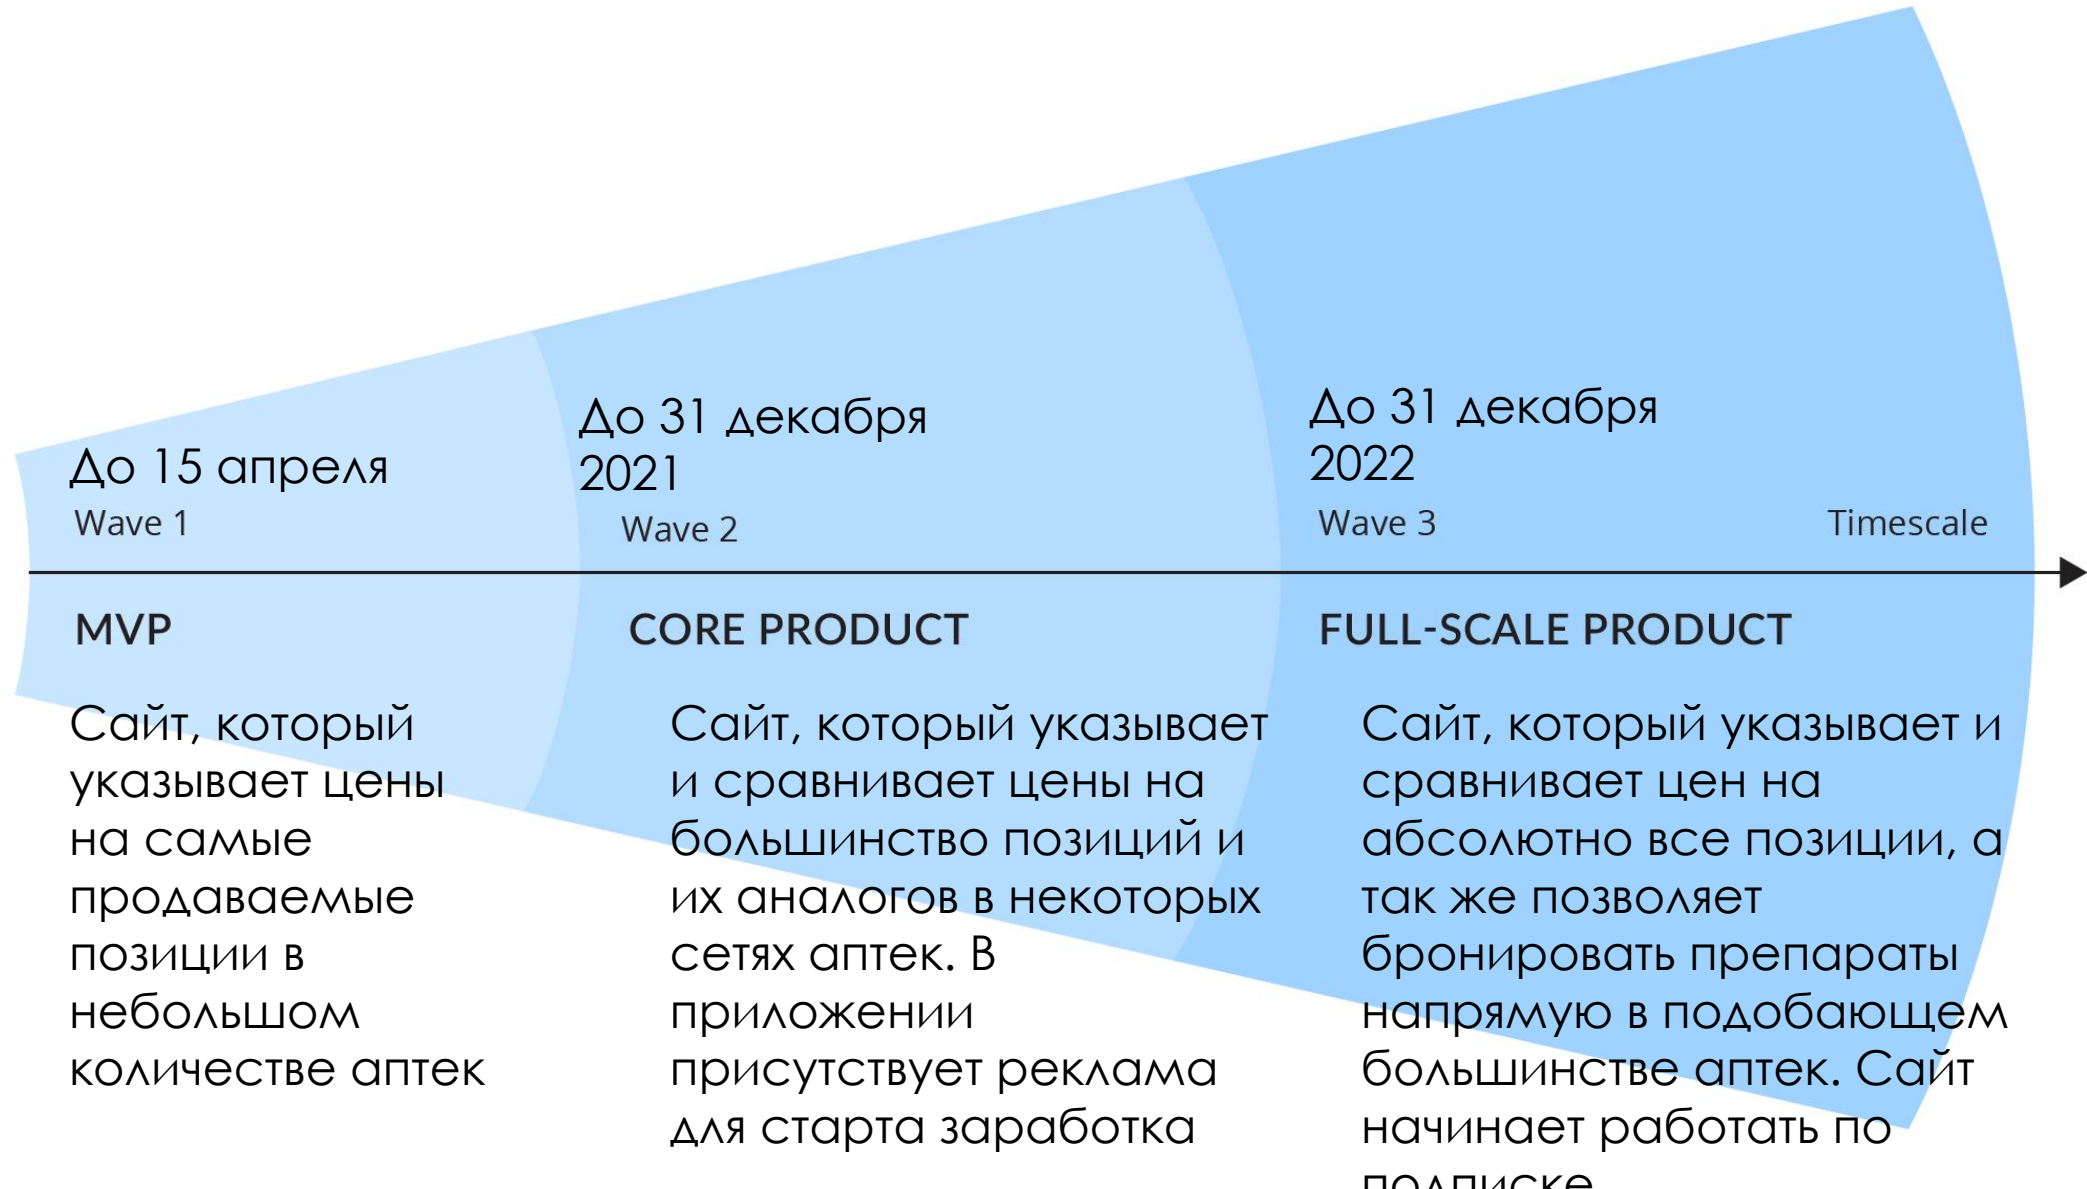 До 15 апреля
Wave 1
MVP
Сайт, который
указывает цены
на самые
продаваемые
позиции в
небольшом
количестве аптек
До 31 декабря
2021
Wave 2
CORE PRODUCT
Сайт, который указывает
и сравнивает цены на
большинство позиций и
их аналогов в некоторых
сетях аптек. В
приложении
присутствует реклама
для старта заработка
До 31 декабря
2022
Wave 3
Timescale
FULL-SCALE PRODUCT
Сайт, который указывает и
сравнивает цен на
абсолютно все позиции, а
так же позволяет
бронировать препараты
напрямую в подобающем
большинстве аптек. Сайт
начинает работать по
подписке